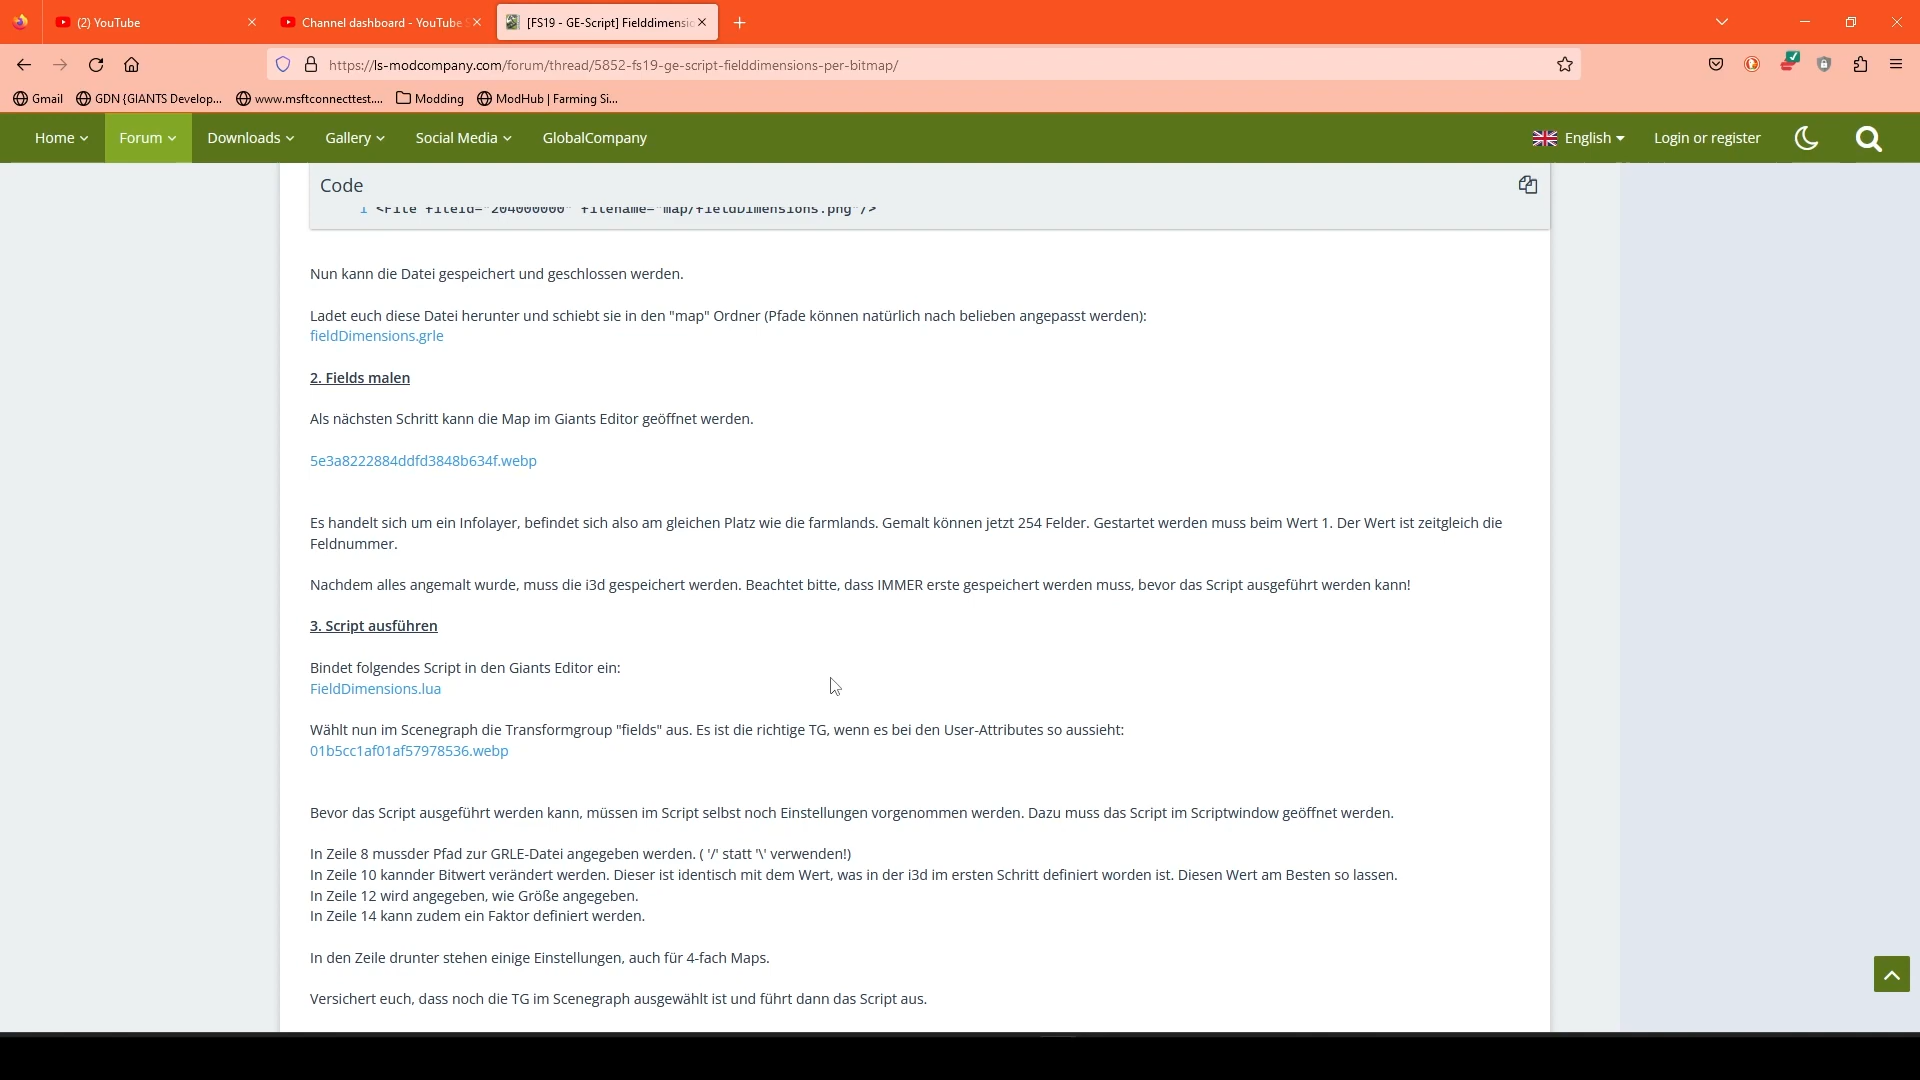 (2) YouTube
Channel dashboard - YouTube S
[FS19 - GE-Script] Fielddimensio
https://ls-modcompany.com/forum/thread/5852-fs19-ge-script-fielddimensions-per-bitmap/
Gmail
GDN {GIANTS Develop...
www.msftconnecttest....
Modding
ModHub | Farming Si...
Home
Forum
Downloads
Gallery
Social Media
GlobalCompany
English
Login or register
Code
1 <File fileId="204000000" filename="map/fieldDimensions.png"/>
Nun kann die Datei gespeichert und geschlossen werden.
Ladet euch diese Datei herunter und schiebt sie in den "map" Ordner (Pfade können natürlich nach belieben angepasst werden):
fieldDimensions.grle
2. Fields malen
Als nächsten Schritt kann die Map im Giants Editor geöffnet werden.
5e3a8222884ddfd3848b634f.webp
Es handelt sich um ein Infolayer, befindet sich also am gleichen Platz wie die farmlands. Gemalt können jetzt 254 Felder. Gestartet werden muss beim Wert 1. Der Wert ist zeitgleich die
Feldnummer.
Nachdem alles angemalt wurde, muss die i3d gespeichert werden. Beachtet bitte, dass IMMER erste gespeichert werden muss, bevor das Script ausgeführt werden kann!
3. Script ausführen
Bindet folgendes Script in den Giants Editor ein:
FieldDimensions.lua
Wählt nun im Scenegraph die Transformgroup "fields" aus. Es ist die richtige TG, wenn es bei den User-Attributes so aussieht:
01b5cc1af01af57978536.webp
Bevor das Script ausgeführt werden kann, müssen im Script selbst noch Einstellungen vorgenommen werden. Dazu muss das Script im Scriptwindow geöffnet werden.
In Zeile 8 mussder Pfad zur GRLE-Datei angegeben werden. ( '/' statt '\' verwenden!)
In Zeile 10 kannder Bitwert verändert werden. Dieser ist identisch mit dem Wert, was in der i3d im ersten Schritt definiert worden ist. Diesen Wert am Besten so lassen.
In Zeile 12 wird angegeben, wie Größe angegeben.
In Zeile 14 kann zudem ein Faktor definiert werden.
In den Zeile drunter stehen einige Einstellungen, auch für 4-fach Maps.
Versichert euch, dass noch die TG im Scenegraph ausgewählt ist und führt dann das Script aus.